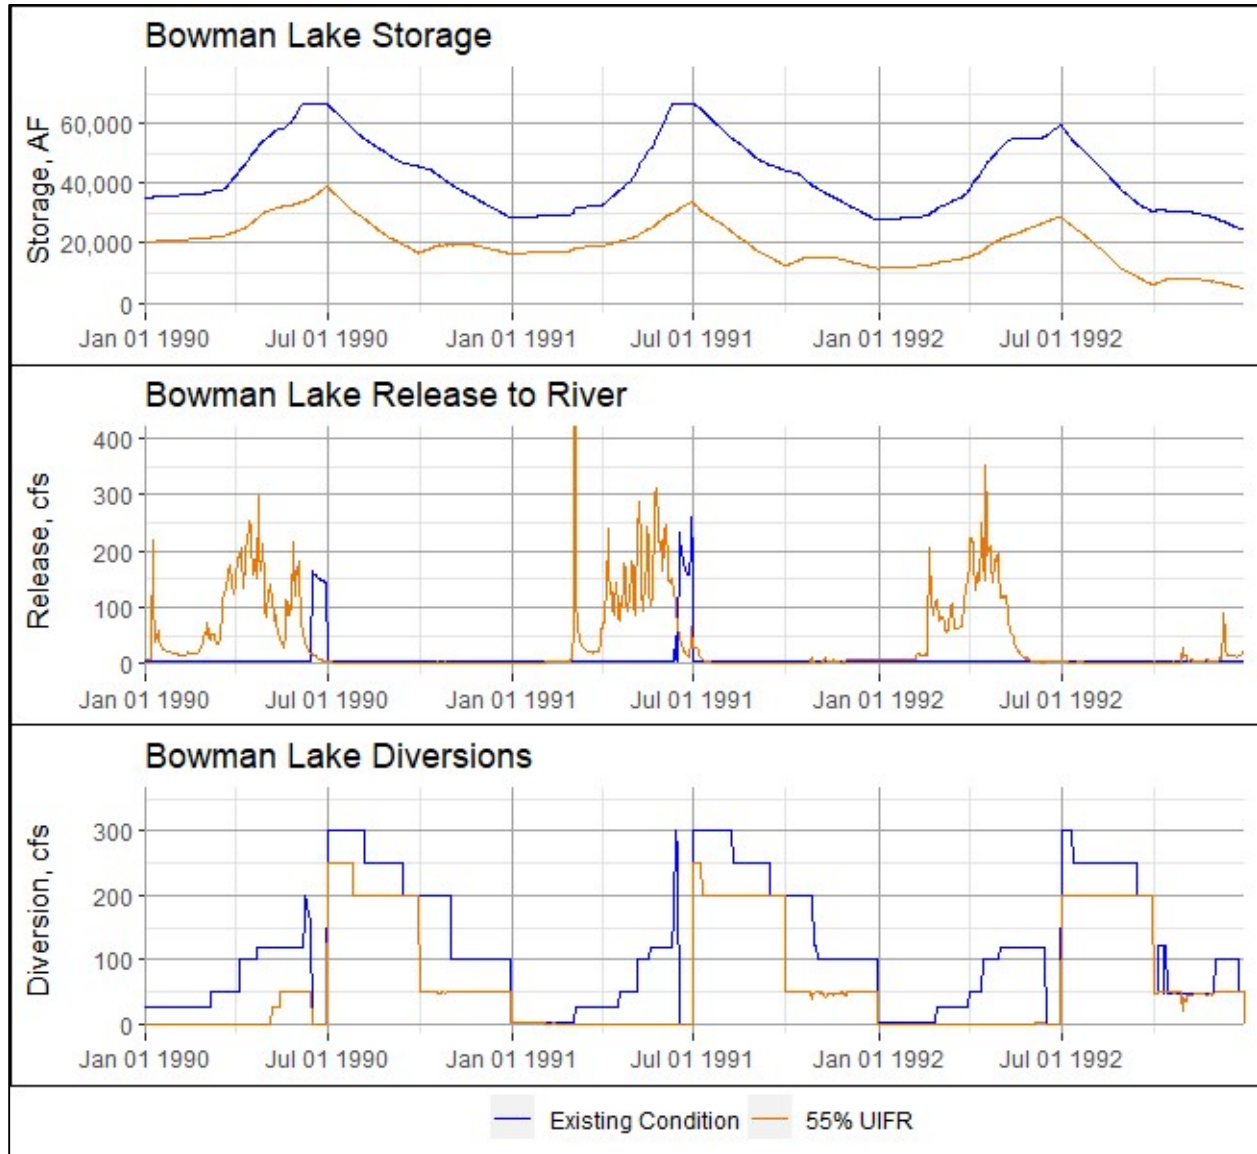 Bowman Lake Storage
Storage, AF
60,000
40,000
20,000
0
Jan 01 1990 Jul 01 1990 Jan 01 1991 Jul 01 1991 Jan 01 1992 Jul 01 1992
Bowman Lake Release to River
Release, cfs
400
300
200
100
0
Jan 01 1990 Jul 01 1990 Jan 01 1991 Jul 01 1991 Jan 01 1992 Jul 01 1992
Bowman Lake Diversions
Diversion, cfs
300
200
100
0
Jan 01 1990 Jul 01 1990 Jan 01 1991 Jul 01 1991 Jan 01 1992 Jul 01 1992
Existing Condition 55% UIFR